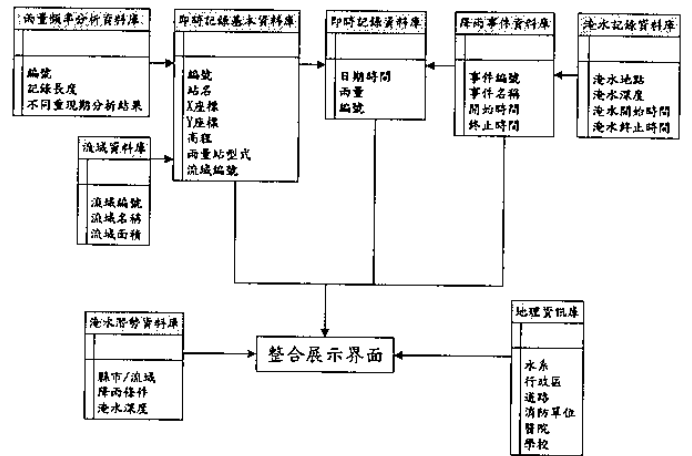 雨量頻率分析資料庫
編號
記錄長度
不同重現期分析結果
即時記錄基本資料庫
編號
站名
X座標
Y座標
高程
雨量站型式
流域編號
即時記錄資料庫
日期時間
雨量
編號
降雨事件資料庫
事件編號
事件名稱
開始時間
終止時間
淹水記錄資料庫
淹水地點
淹水深度
淹水開始時間
淹水終止時間
流域資料庫
流域編號
流域名稱
流域面積
淹水潛勢資料庫
縣市/流域
降雨條件
淹水深度
整合展示界面
地理資訊庫
水系
行政區
道路
消防單位
醫院
學校